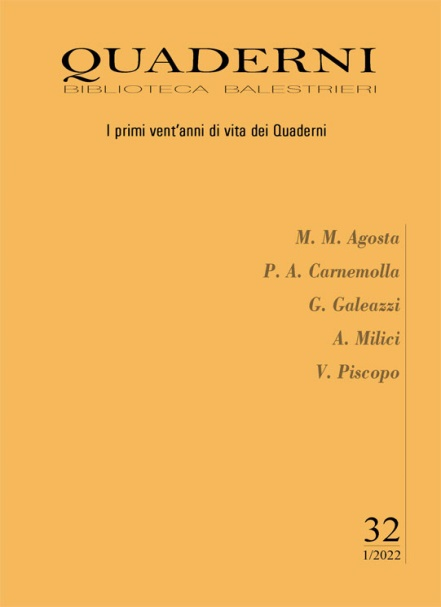 QUADERNI
BIBLIOTECA BALESTRIERI
I primi vent'anni di vita dei Quaderni
M. M. Agosta
P. A. Carnemolla
G. Galeazzi
A. Milici
V. Piscopo
32
1/2022